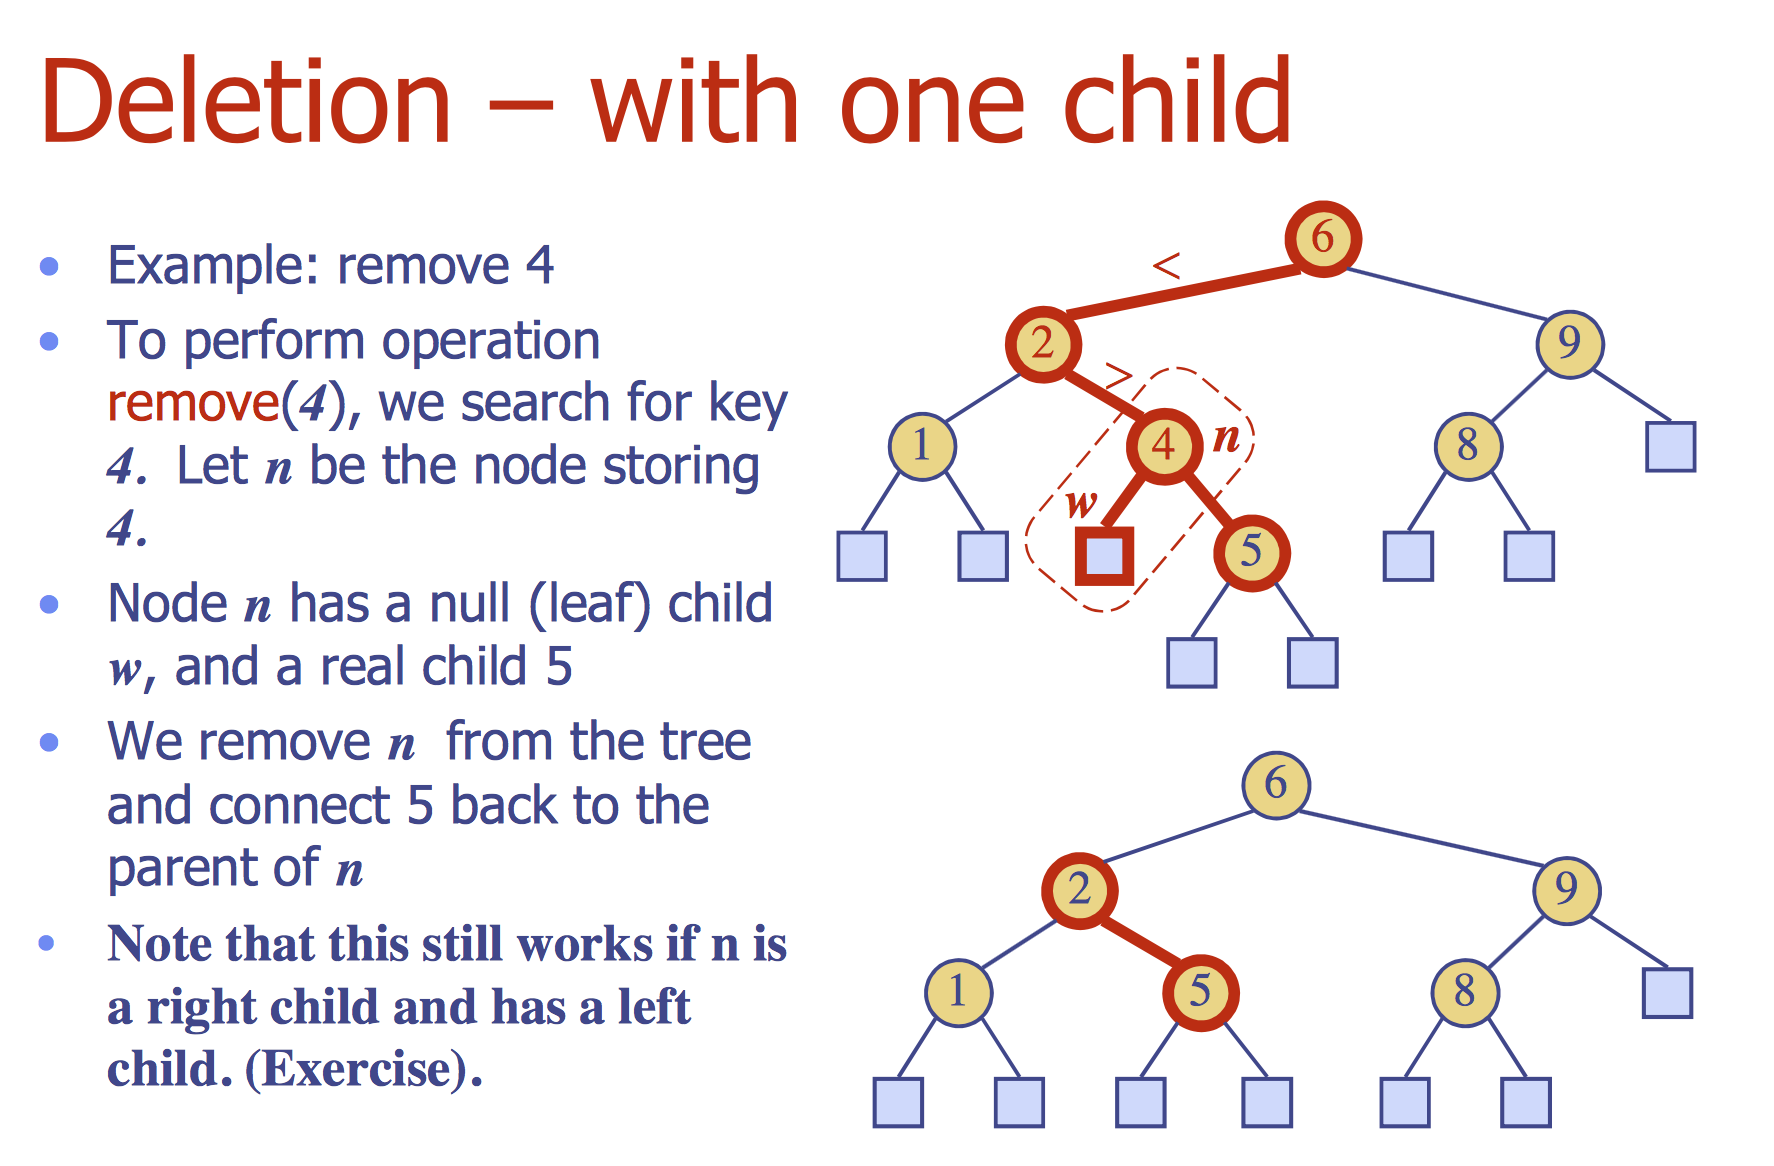 Deletion – with one child
• Example: remove 4
• To perform operation
remove(4), we search for key
4. Let n be the node storing
4.
• Node n has a null (leaf) child
w, and a real child 5
• We remove n from the tree
and connect 5 back to the
parent of n
• Note that this still works if n is
a right child and has a left
child. (Exercise).
6
<
2
9
>
1
4
n
8
w
5
6
2
9
1
5
8